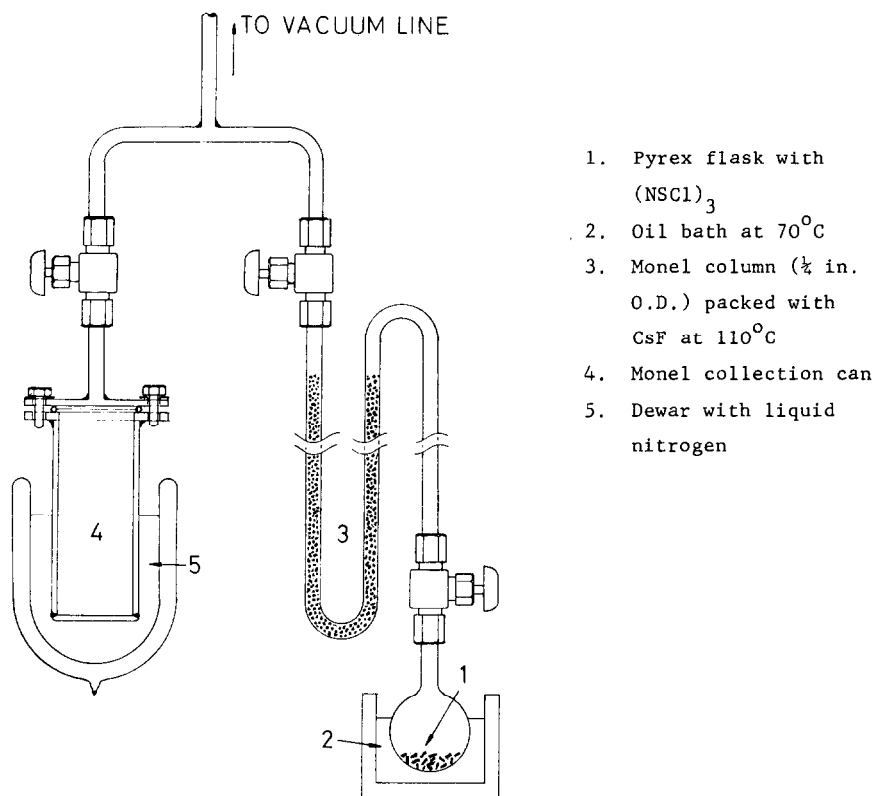 TO VACUUM LINE
1. Pyrex flask with
(NSCl)3
2. Oil bath at 70°C
3. Monel column (¼ in.
O.D.) packed with
CsF at 110°C
4. Monel collection can
5. Dewar with liquid
nitrogen
4
5
3
1
2